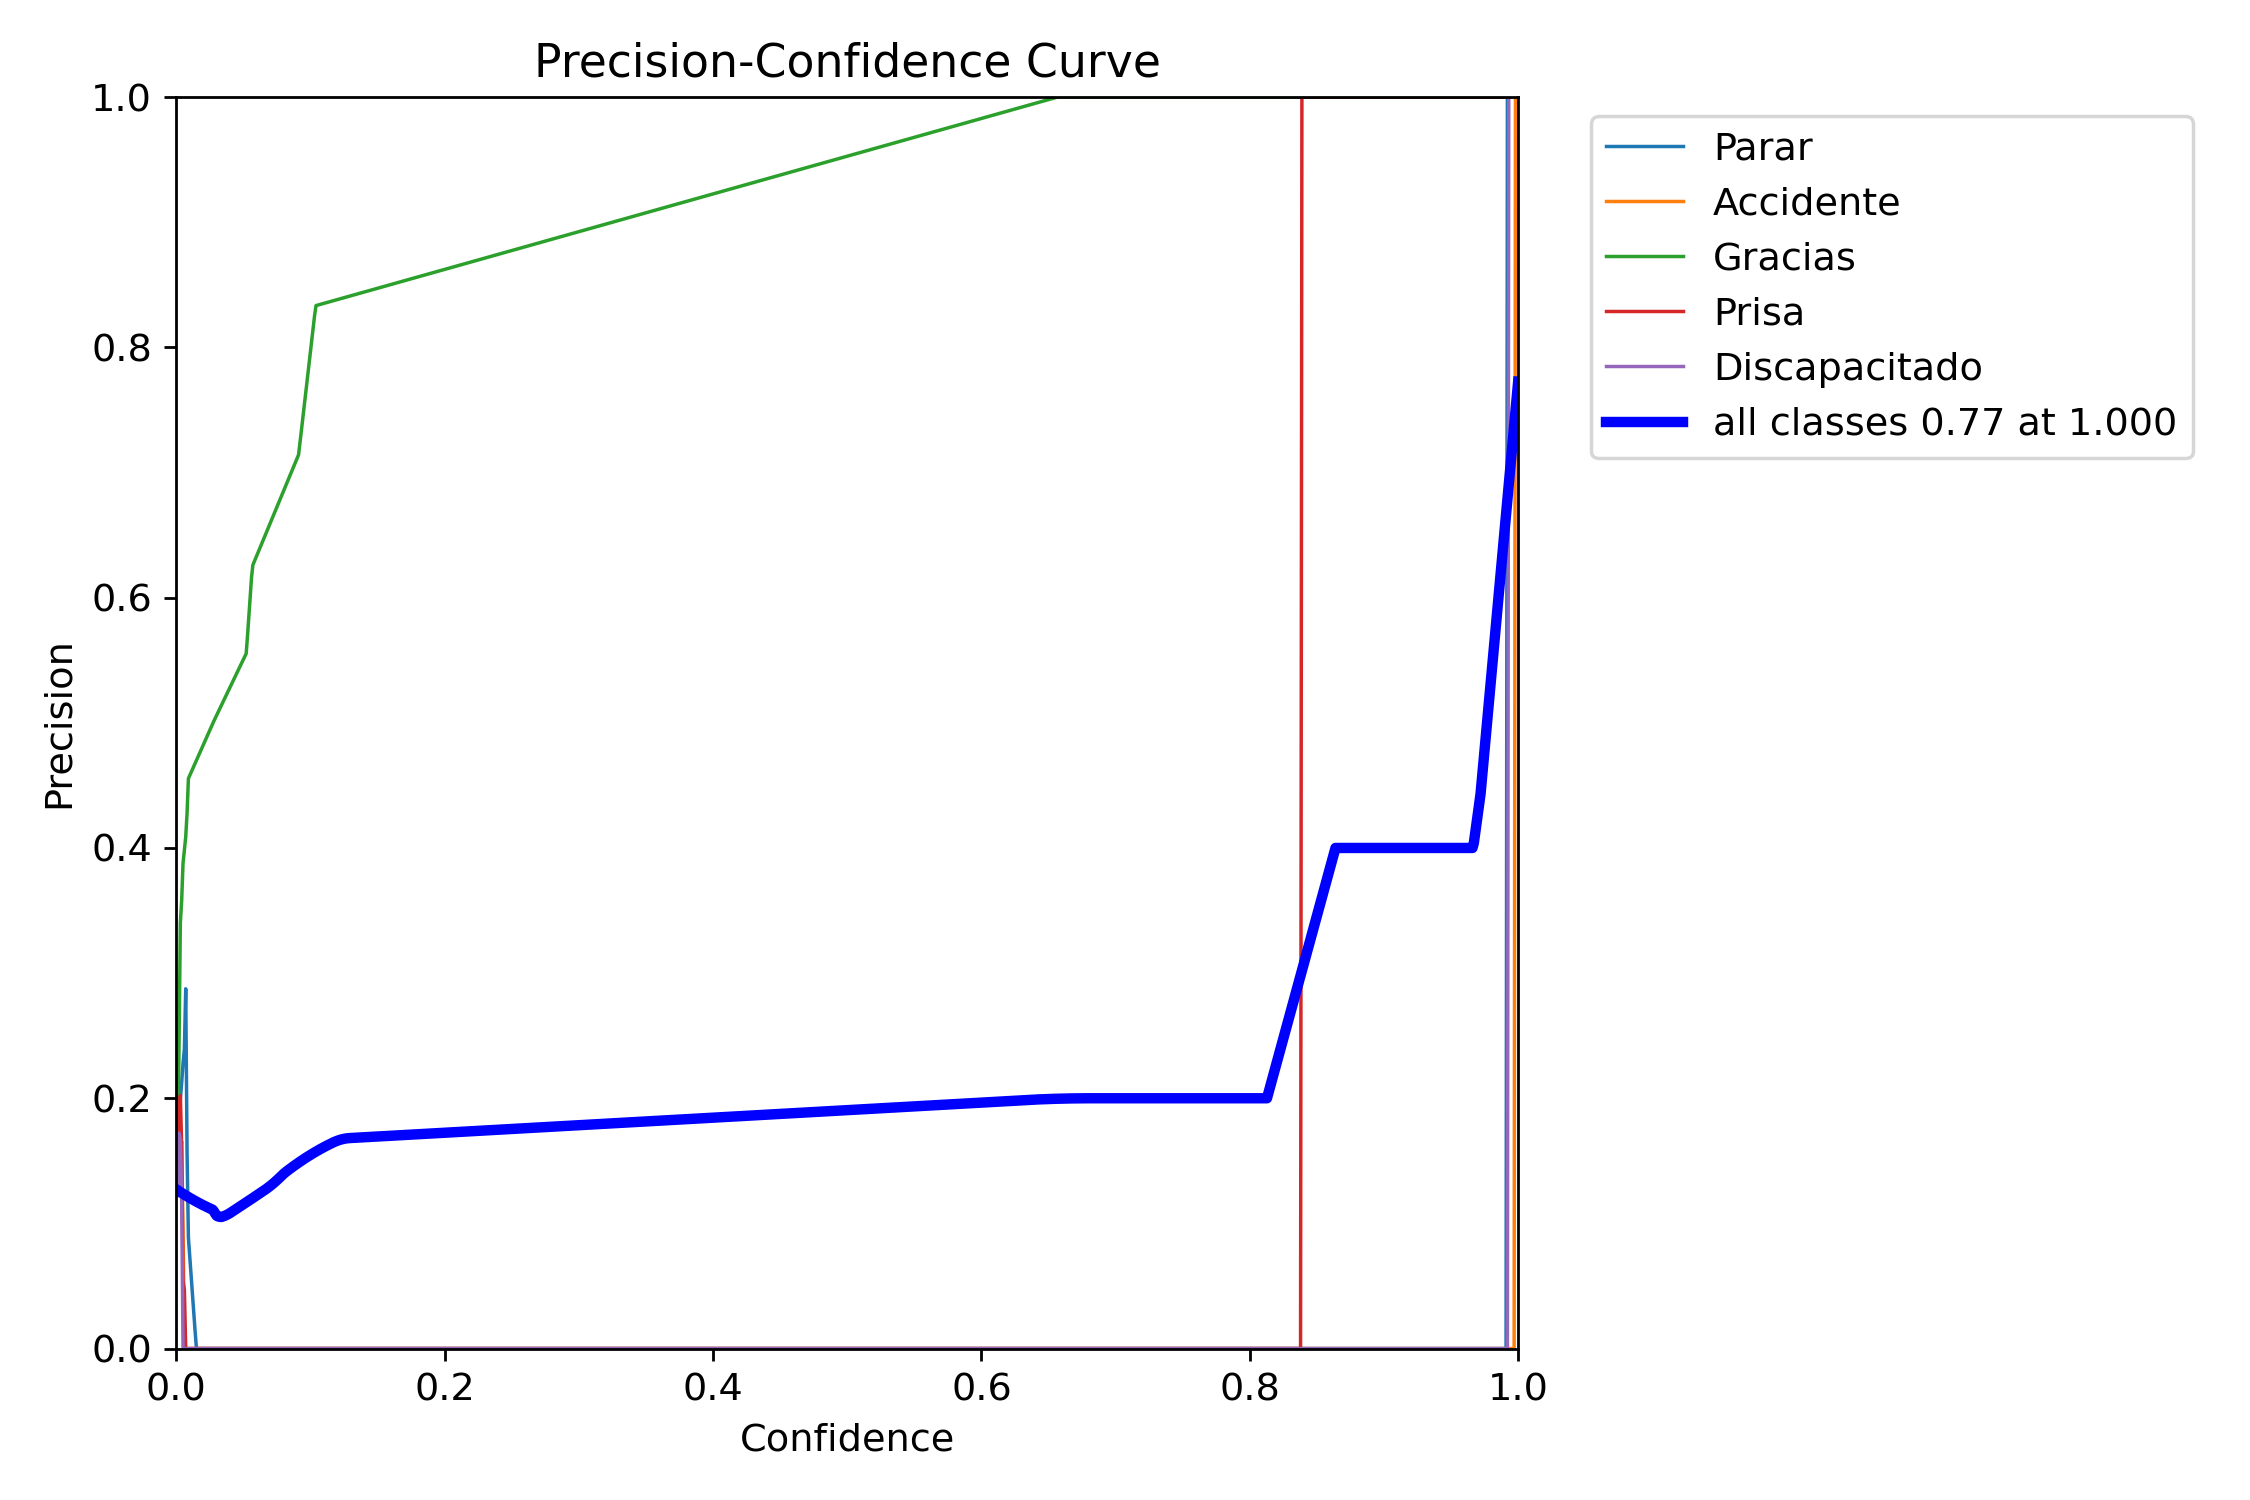 Precision-Confidence Curve
1.0
0.8
0.6
0.4
0.2
0.0
Precision
0.0 0.2 0.4 0.6 0.8 1.0
Confidence
Parar
Accidente
Gracias
Prisa
Discapacitado
all classes 0.77 at 1.000